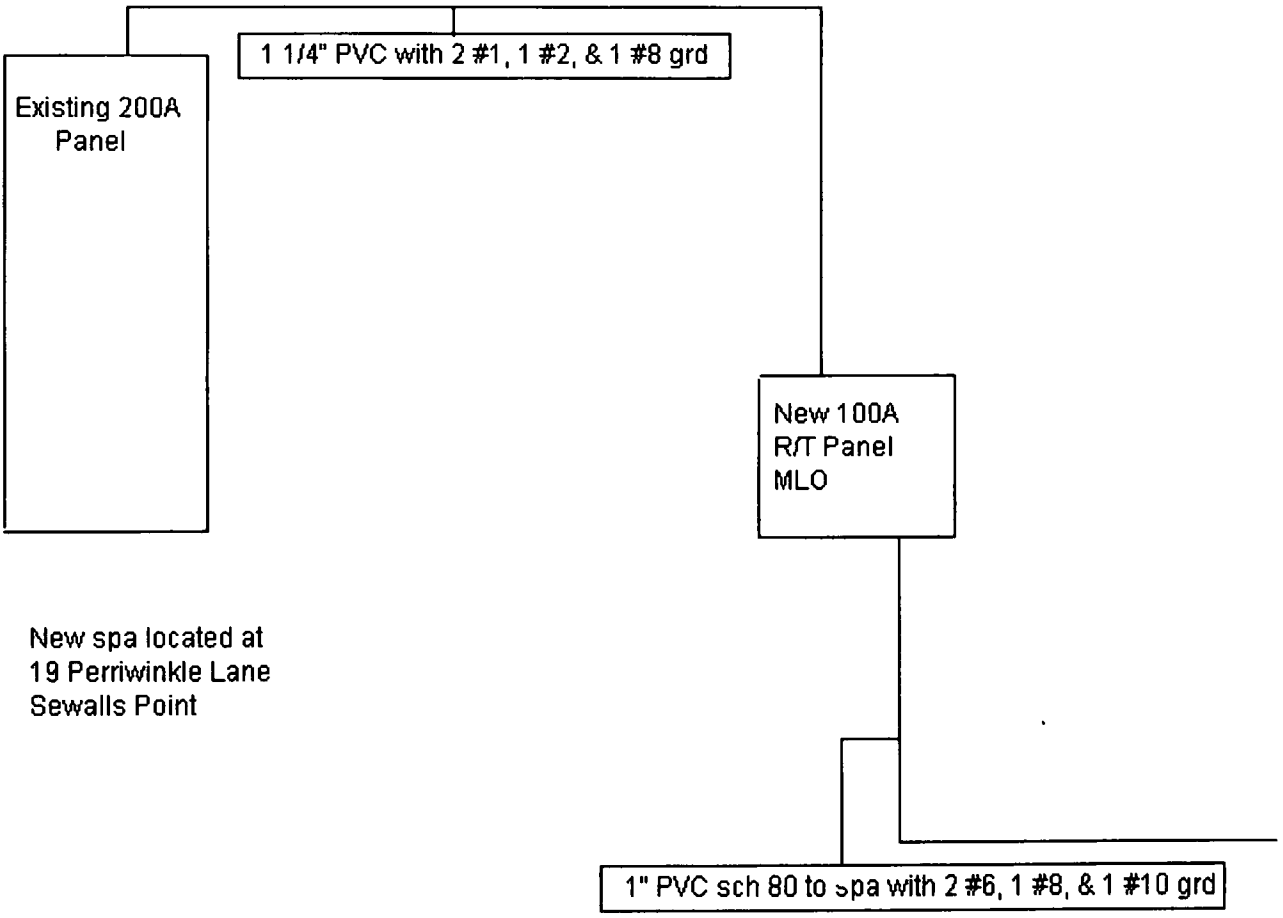 1 1/4" PVC with 2 #1, 1 #2, & 1 #8 grd
Existing 200A
Panel
New 100A
R/T Panel
MLO
New spa located at
19 Perriwinkle Lane
Sewalls Point
1" PVC sch 80 to spa with 2 #6, 1 #8, & 1 #10 grd